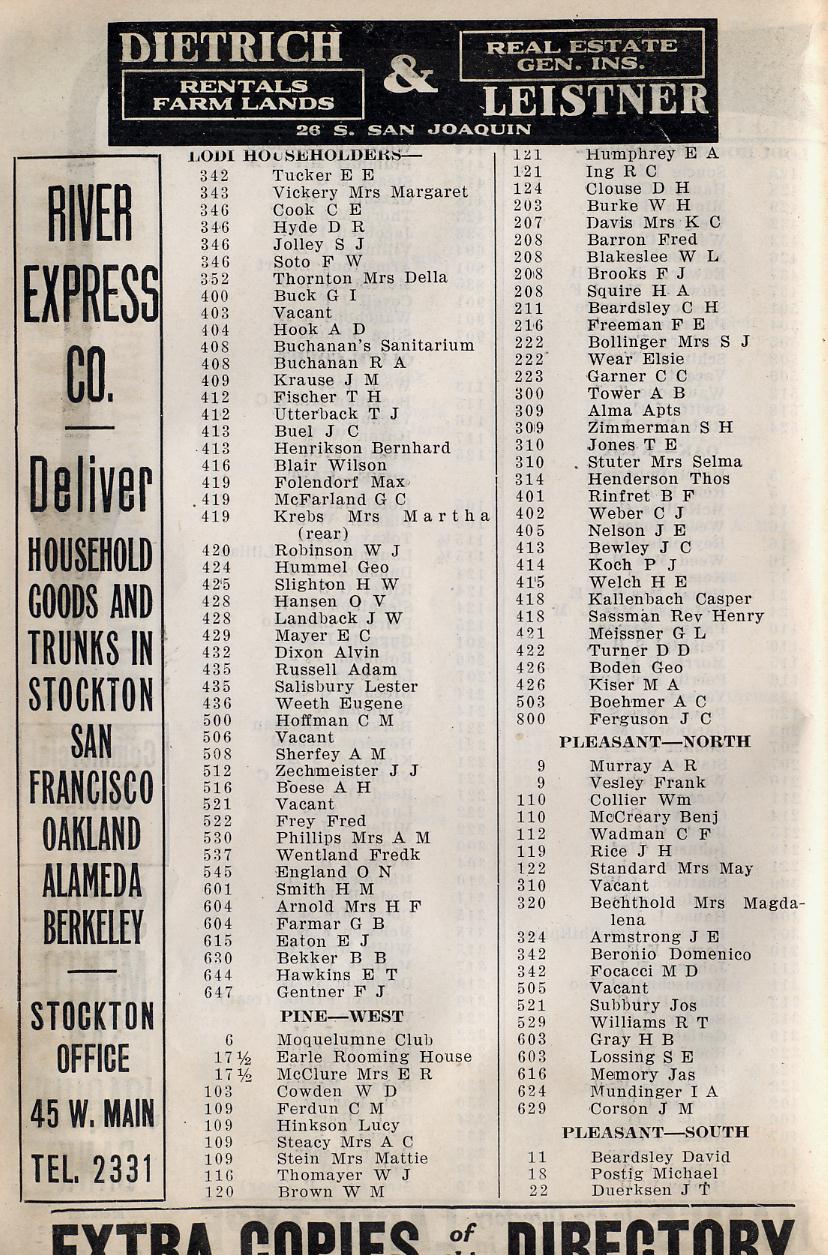 DIETRICH
RENTALS
FARM LANDS
&
REAL ESTATE
GEN. INS.
LEISTNER
26 S. SAN JOAQUIN
RIVER
EXPRESS
CO.
Deliver
HOUSEHOLD
GOODS AND
TRUNKS IN
STOCKTON
SAN
FRANCISCO
OAKLAND
ALAMEDA
BERKELEY
STOCKTON
OFFICE
45 W. MAIN
TEL. 2331
LODI HOUSEHOLDERS—
342 Tucker E E
343 Vickery Mrs Margaret
346 Cook C E
346 Hyde D R
346 Jolley S J
346 Soto F W
352 Thornton Mrs Della
400 Buck G I
403 Vacant
404 Hook A D
408 Buchanan's Sanitarium
408 Buchanan R A
409 Krause J M
412 Fischer T H
412 Utterback T J
413 Buel J C
413 Henrikson Bernhard
416 Blair Wilson
419 Folendorf Max
419 McFarland G C
419 Krebs Mrs Martha
(rear)
420 Robinson W J
424 Hummel Geo
425 Slighton H W
428 Hansen O V
428 Landback J W
429 Mayer E C
432 Dixon Alvin
435 Russell Adam
435 Salisbury Lester
436 Weeth Eugene
500 Hoffman C M
506 Vacant
508 Sherfey A M
512 Zechmeister J J
516 Boese A H
521 Vacant
522 Frey Fred
530 Phillips Mrs A M
537 Wentland Fredk
545 England O N
601 Smith H M
604 Arnold Mrs H F
604 Farmar G B
615 Eaton E J
630 Bekker B B
644 Hawkins E T
647 Gentner F J
PINE—WEST
6 Moquelumne Club
17½ Earle Rooming House
17½ McClure Mrs E R
103 Cowden W D
109 Ferdun C M
109 Hinkson Lucy
109 Steacy Mrs A C
109 Stein Mrs Mattie
116 Thomayer W J
120 Brown W M
121 Humphrey E A
121 Ing R C
124 Clouse D H
203 Burke W H
207 Davis Mrs K C
208 Barron Fred
208 Blakeslee W L
208 Brooks F J
208 Squire H A
211 Beardsley C H
216 Freeman F E
222 Bollinger Mrs S J
222 Wear Elsie
223 Garner C C
300 Tower A B
309 Alma Apts
309 Zimmerman S H
310 Jones T E
310 Stuter Mrs Selma
314 Henderson Thos
401 Rinfret B F
402 Weber C J
405 Nelson J E
413 Bewley J C
414 Koch P J
415 Welch H E
418 Kallenbach Casper
418 Sassman Rev Henry
421 Meissner G L
422 Turner D D
426 Boden Geo
426 Kiser M A
503 Boehmer A C
800 Ferguson J C
PLEASANT—NORTH
9 Murray A R
9 Vesley Frank
110 Collier Wm
110 McCreary Benj
112 Wadman C F
119 Rice J H
122 Standard Mrs May
310 Vacant
320 Bechthold Mrs Magda-
lena
324 Armstrong J E
342 Beronio Domenico
342 Focacci M D
505 Vacant
521 Subbury Jos
529 Williams R T
603 Gray H B
603 Lossing S E
616 Memory Jas
624 Mundinger I A
629 Corson J M
PLEASANT—SOUTH
11 Beardsley David
18 Postig Michael
22 Duerksen J T
EXTRA COPIES of DIRECTORY